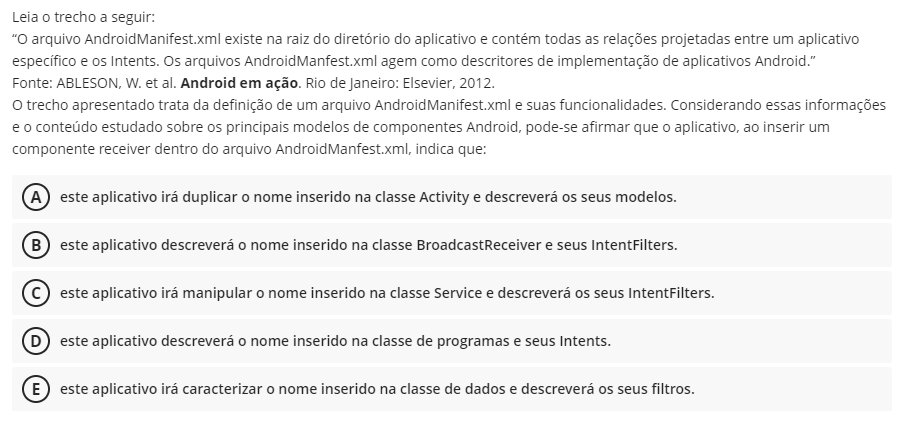 Leia o trecho a seguir:
“O arquivo AndroidManifest.xml existe na raiz do diretório do aplicativo e contém todas as relações projetadas entre um aplicativo
específico e os Intents. Os arquivos AndroidManfest.xml agem como descritores de implementação de aplicativos Android.”
Fonte: ABLESON, W. et al. Android em ação. Rio de Janeiro: Elsevier, 2012.
O trecho apresentado trata da definição de um arquivo AndroidManifest.xml e suas funcionalidades. Considerando essas informações
e o conteúdo estudado sobre os principais modelos de componentes Android, pode-se afirmar que o aplicativo, ao inserir um
componente receiver dentro do arquivo AndroidManfest.xml, indica que:
A este aplicativo irá duplicar o nome inserido na classe Activity e descreverá os seus modelos.
B este aplicativo descreverá o nome inserido na classe BroadcastReceiver e seus IntentFilters.
C este aplicativo irá manipular o nome inserido na classe Service e descreverá os seus IntentFilters.
D este aplicativo descreverá o nome inserido na classe de programas e seus Intents.
E este aplicativo irá caracterizar o nome inserido na classe de dados e descreverá os seus filtros.